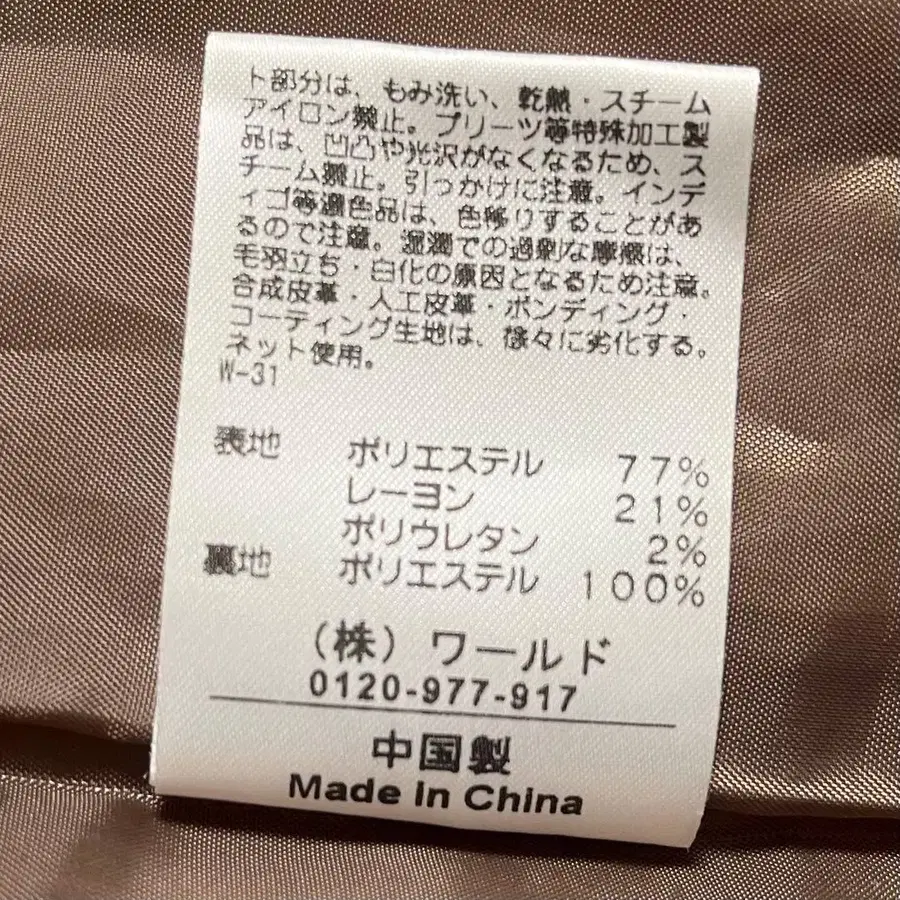 ト部分は、もみ洗い、乾熱・スチーム
アイロン禁止。プリーツ等特殊加工製
品は、凹凸や光沢がなくなるため、ス
チーム禁止。引っかけに注意。インデ
ィゴ等濃色品は、色移りすることがあ
るので注意。湿潤での過剰な摩擦は、
毛羽立ち・白化の原因となるため注意。
合成皮革・人工皮革・ボンディング・
コーティング生地は、徐々に劣化する。
ネット使用。
W-31
表地 ポリエステル 77%
レーヨン 21%
ポリウレタン 2%
裏地 ポリエステル 100%
(株)ワールド
0120-977-917
中国製
Made in China